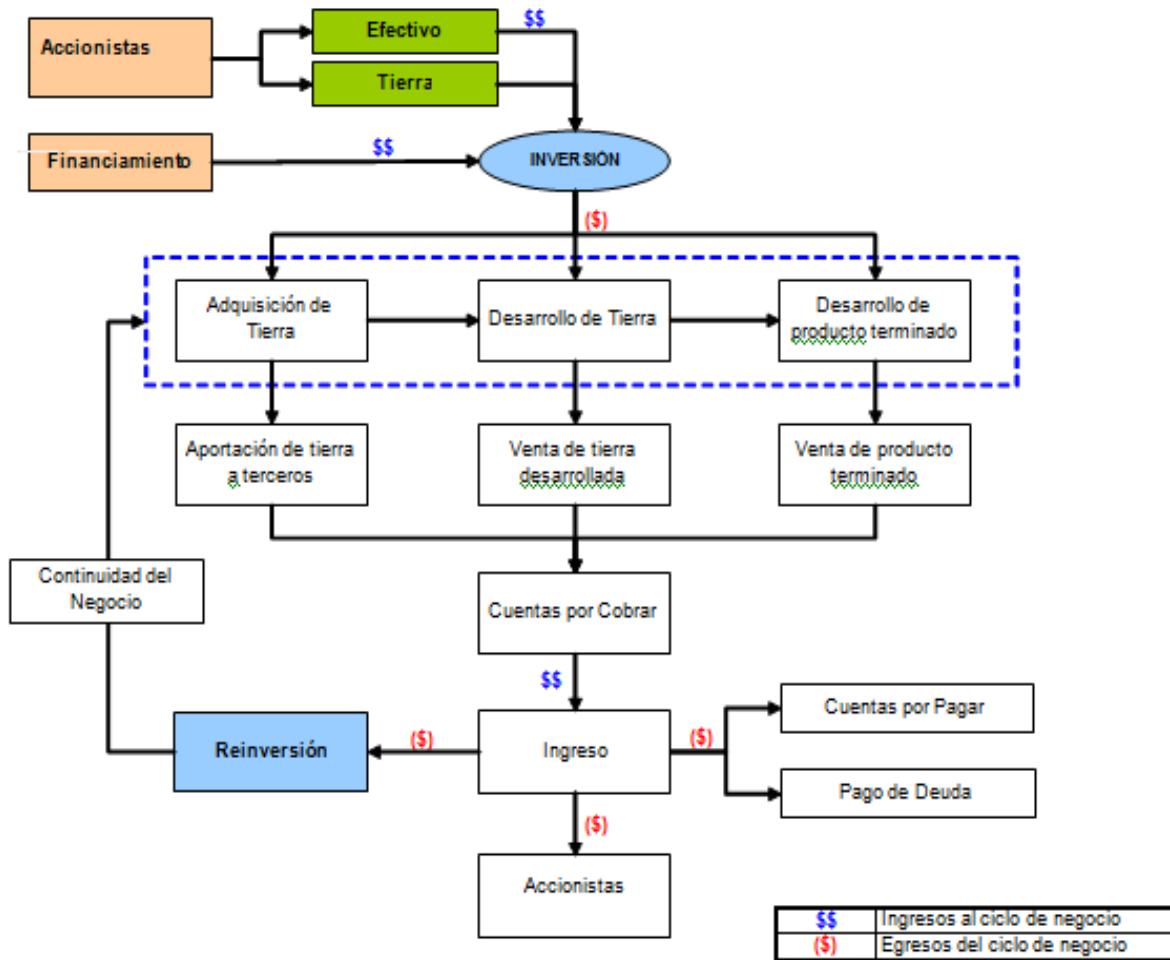 $$
Efectivo
Accionistas
Tierra
$$
Financiamiento
INVERSIÓN
($)
Adquisición de
Tierra
Desarrollo de Tierra
Desarrollo de
producto terminado
Aportación de tierra
a terceros
Venta de tierra
desarrollada
Venta de producto
terminado
Continuidad del
Negocio
Cuentas por Cobrar
$$
Cuentas por Pagar
Reinversión
($)
Ingreso
($)
Pago de Deuda
($)
Accionistas
$$ Ingresos al ciclo de negocio
($) Egresos del ciclo de negocio